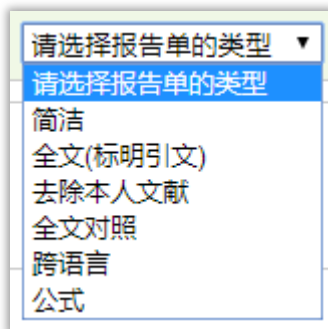 请选择报告单的类型
请选择报告单的类型
简洁
全文(标明引文)
去除本人文献
全文对照
跨语言
公式